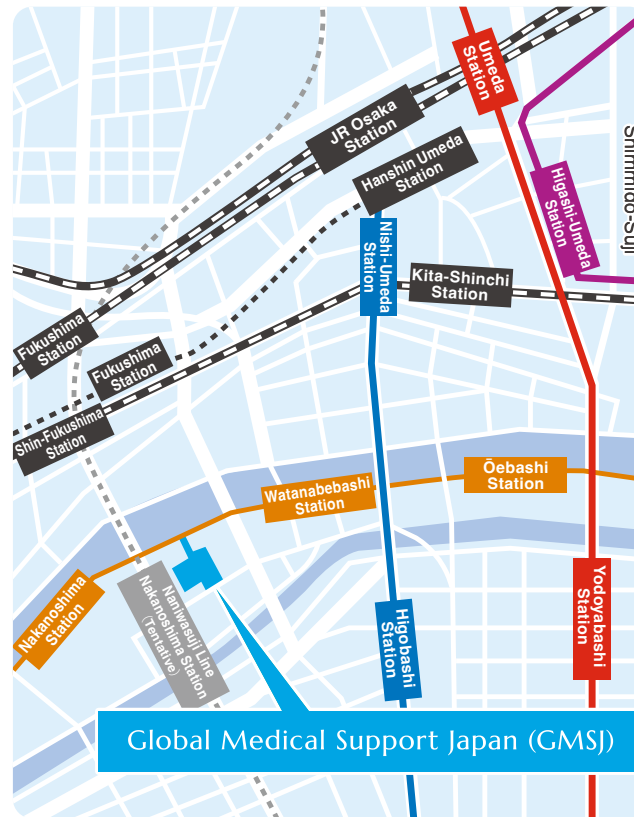 Umeda
Station
JR Osaka
Station
Hanshin Umeda
Station
Higashi-Umeda
Station
Nishi-Umeda
Station
Kita-Shinchi
Station
Fukushima
Station
Fukushima
Station
Shin-Fukushima
Station
Ōebashi
Station
Watanabebashi
Station
Nakanoshima
Station
Naniwasuji Line
Nakanoshima Station
(Tentative)
Higobashi
Station
Yodoyabashi
Station
Global Medical Support Japan (GMSJ)